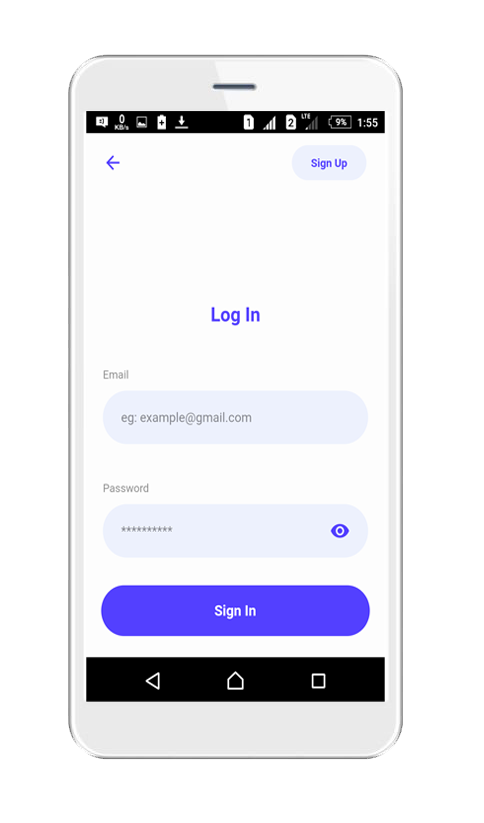 0
KB/s
1
2
LTE
9%
1:55
Sign Up
Log In
Email
eg: example@gmail.com
Password
**********
Sign In